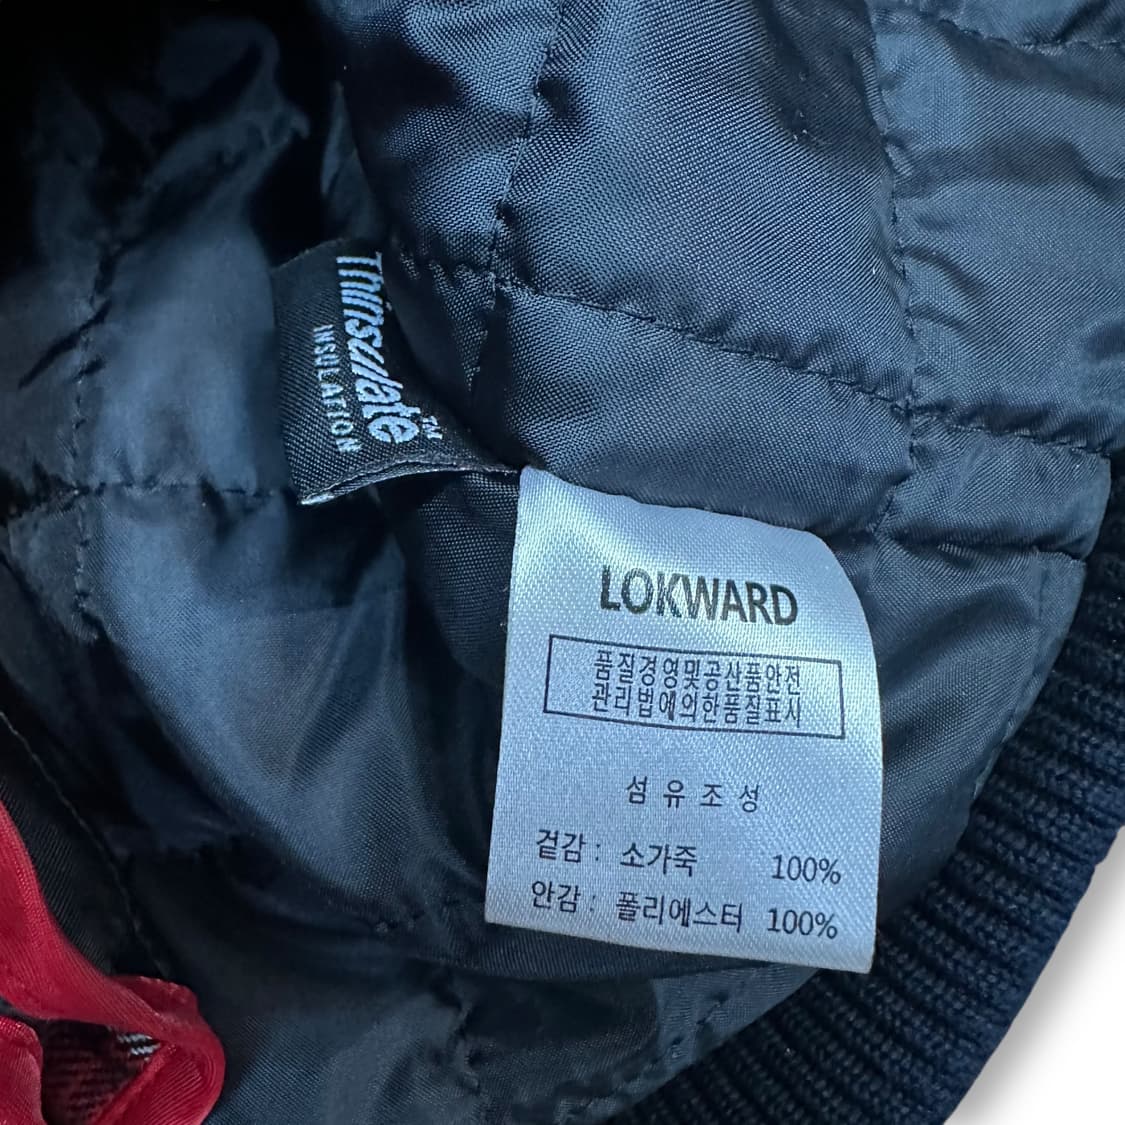 Thinsulate™
INSULATION
LOKWARD
품질경영및공산품안전
관리법에의한품질표시
섬 유 조 성
겉감 : 소가죽 100%
안감 : 폴리에스터 100%